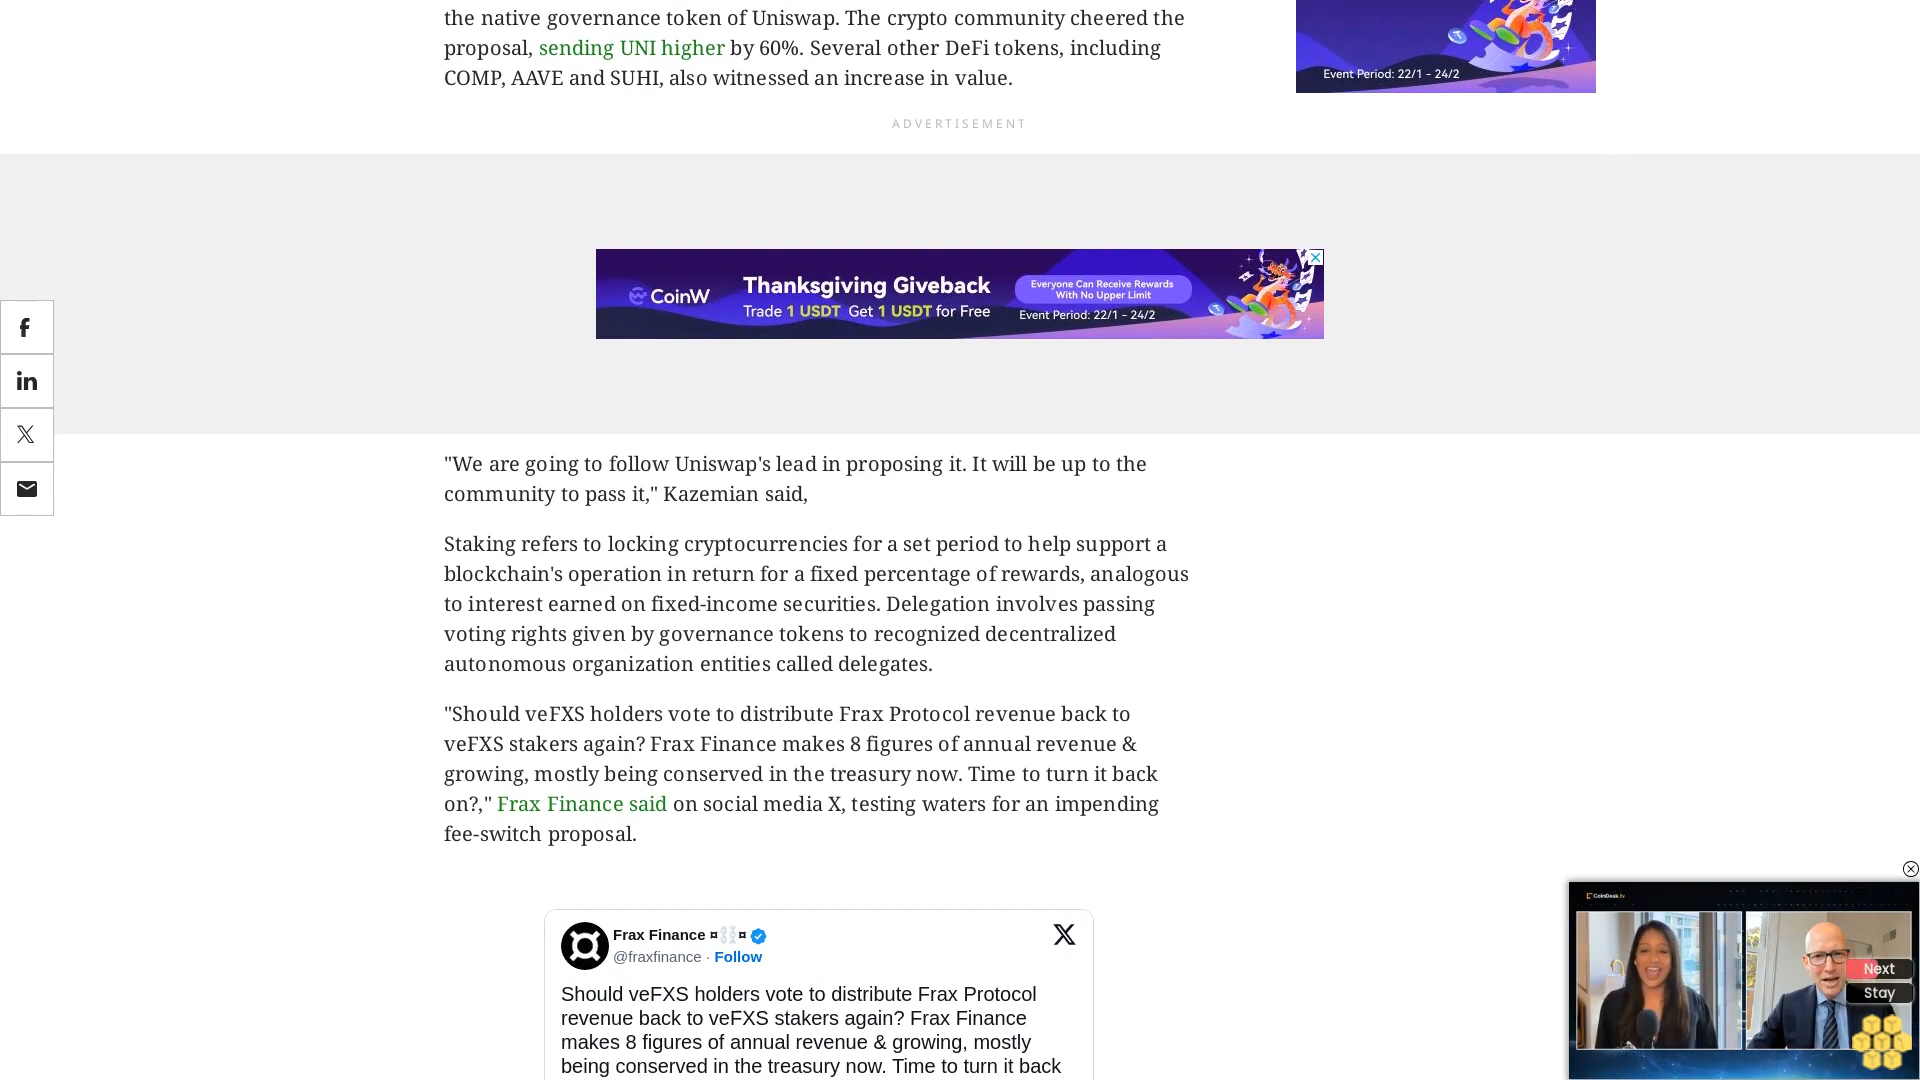 the native governance token of Uniswap. The crypto community cheered the
proposal, sending UNI higher by 60%. Several other DeFi tokens, including
COMP, AAVE and SUHI, also witnessed an increase in value.
Event Period: 22/1 - 24/2
ADVERTISEMENT
CoinW
Thanksgiving Giveback
Trade 1 USDT Get 1 USDT for Free
Everyone Can Receive Rewards
With No Upper Limit
Event Period: 22/1 - 24/2
"We are going to follow Uniswap's lead in proposing it. It will be up to the
community to pass it," Kazemian said,
Staking refers to locking cryptocurrencies for a set period to help support a
blockchain's operation in return for a fixed percentage of rewards, analogous
to interest earned on fixed-income securities. Delegation involves passing
voting rights given by governance tokens to recognized decentralized
autonomous organization entities called delegates.
"Should veFXS holders vote to distribute Frax Protocol revenue back to
veFXS stakers again? Frax Finance makes 8 figures of annual revenue &
growing, mostly being conserved in the treasury now. Time to turn it back
on?," Frax Finance said on social media X, testing waters for an impending
fee-switch proposal.
Frax Finance ¤⛓️¤
@fraxfinance · Follow
Should veFXS holders vote to distribute Frax Protocol
revenue back to veFXS stakers again? Frax Finance
makes 8 figures of annual revenue & growing, mostly
being conserved in the treasury now. Time to turn it back
CoinDesk.tv
Next
Stay